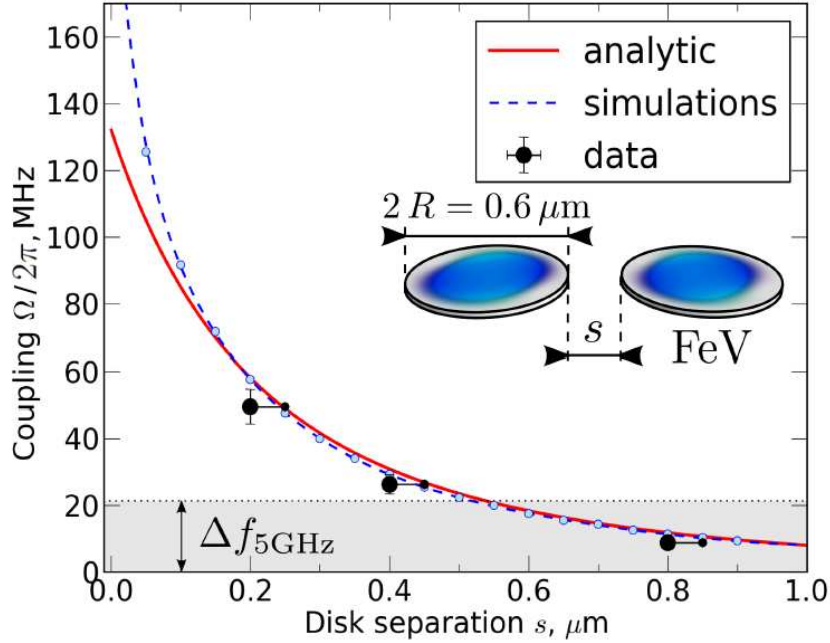 160
140
120
100
80
60
40
20
0
Coupling Ω/2π, MHz
analytic
simulations
data
2 R = 0.6 μm
s
FeV
Δf5GHz
0.0 0.2 0.4 0.6 0.8 1.0
Disk separation s, μm